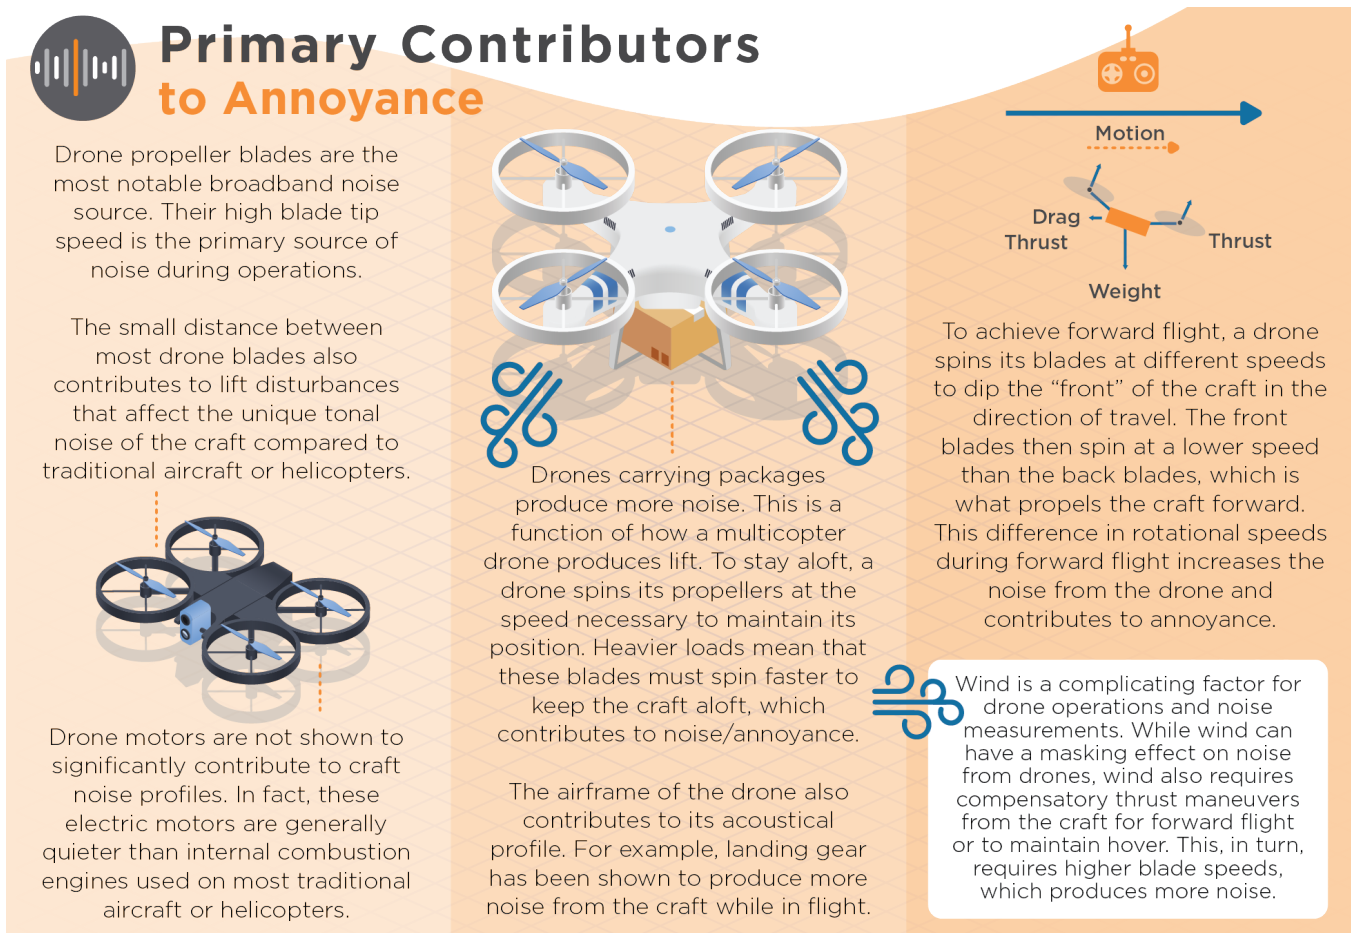 Primary Contributors
to Annoyance
Drone propeller blades are the
most notable broadband noise
source. Their high blade tip
speed is the primary source of
noise during operations.
The small distance between
most drone blades also
contributes to lift disturbances
that affect the unique tonal
noise of the craft compared to
traditional aircraft or helicopters.
Drone motors are not shown to
significantly contribute to craft
noise profiles. In fact, these
electric motors are generally
quieter than internal combustion
engines used on most traditional
aircraft or helicopters.
Drones carrying packages
produce more noise. This is a
function of how a multicopter
drone produces lift. To stay aloft, a
drone spins its propellers at the
speed necessary to maintain its
position. Heavier loads mean that
these blades must spin faster to
keep the craft aloft, which
contributes to noise/annoyance.
The airframe of the drone also
contributes to its acoustical
profile. For example, landing gear
has been shown to produce more
noise from the craft while in flight.
Motion
Drag
Thrust
Thrust
Weight
To achieve forward flight, a drone
spins its blades at different speeds
to dip the “front” of the craft in the
direction of travel. The front
blades then spin at a lower speed
than the back blades, which is
what propels the craft forward.
This difference in rotational speeds
during forward flight increases the
noise from the drone and
contributes to annoyance.
Wind is a complicating factor for
drone operations and noise
measurements. While wind can
have a masking effect on noise
from drones, wind also requires
compensatory thrust maneuvers
from the craft for forward flight
or to maintain hover. This, in turn,
requires higher blade speeds,
which produces more noise.